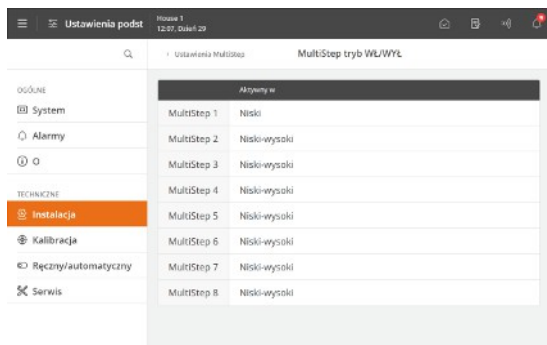 Ustawienia podst
House 1
12:07, Dzień 29
‹ Ustawienia MultiStep
MultiStep tryb WŁ/WYŁ
OGÓLNE
System
Alarmy
O
TECHNICZNE
Instalacja
Kalibracja
Ręczny/automatyczny
Serwis
Aktywny w
MultiStep 1 Niski
MultiStep 2 Niski-wysoki
MultiStep 3 Niski-wysoki
MultiStep 4 Niski-wysoki
MultiStep 5 Niski-wysoki
MultiStep 6 Niski-wysoki
MultiStep 7 Niski-wysoki
MultiStep 8 Niski-wysoki